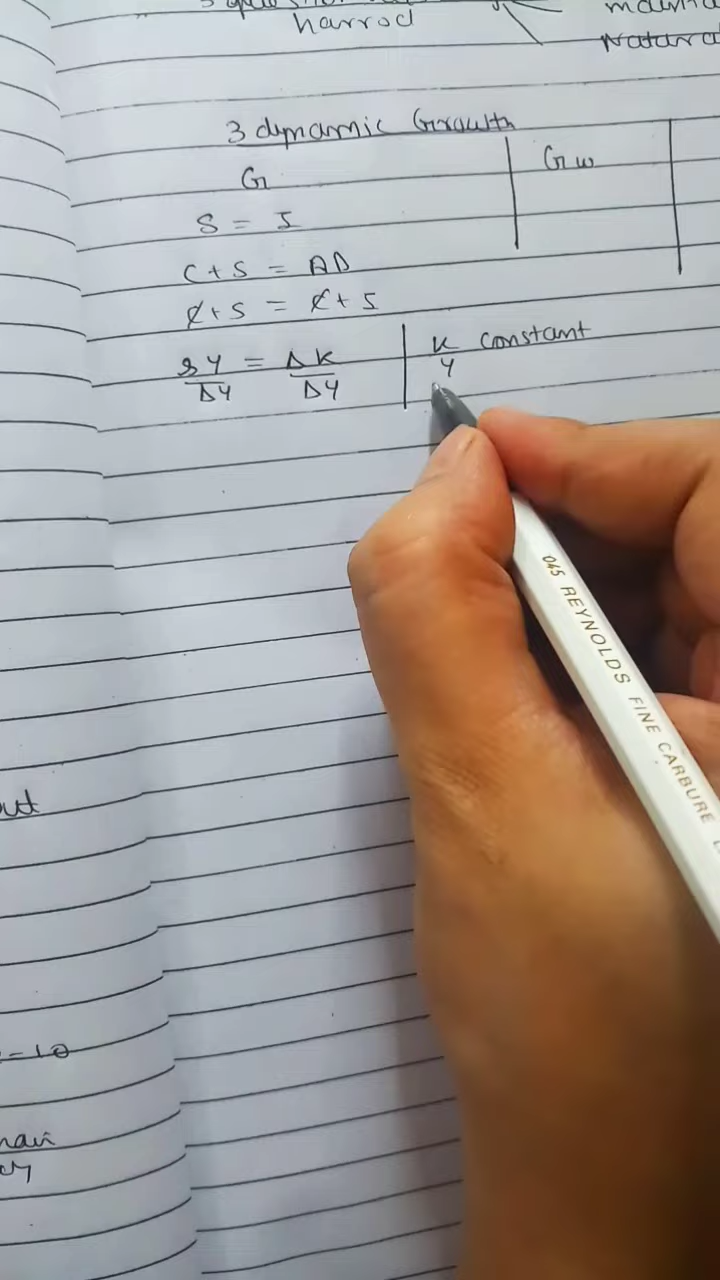 harrod
3 dynamic Growth
G
Gw
S = I
C + S = AD
C + S = C + S
SY = ΔK
ΔY ΔY
K constant
Y
045 REYNOLDS FINE CARBURE